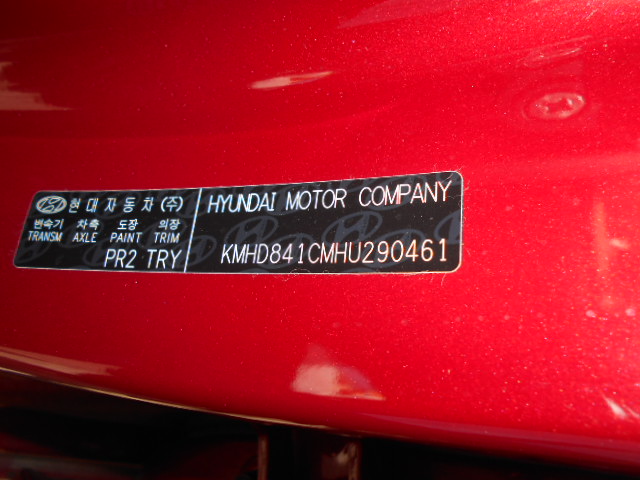 현대자동차(주)
변속기 차축 도장 의장
TRANSM AXLE PAINT TRIM
PR2 TRY
HYUNDAI MOTOR COMPANY
KMHD841CMHU290461